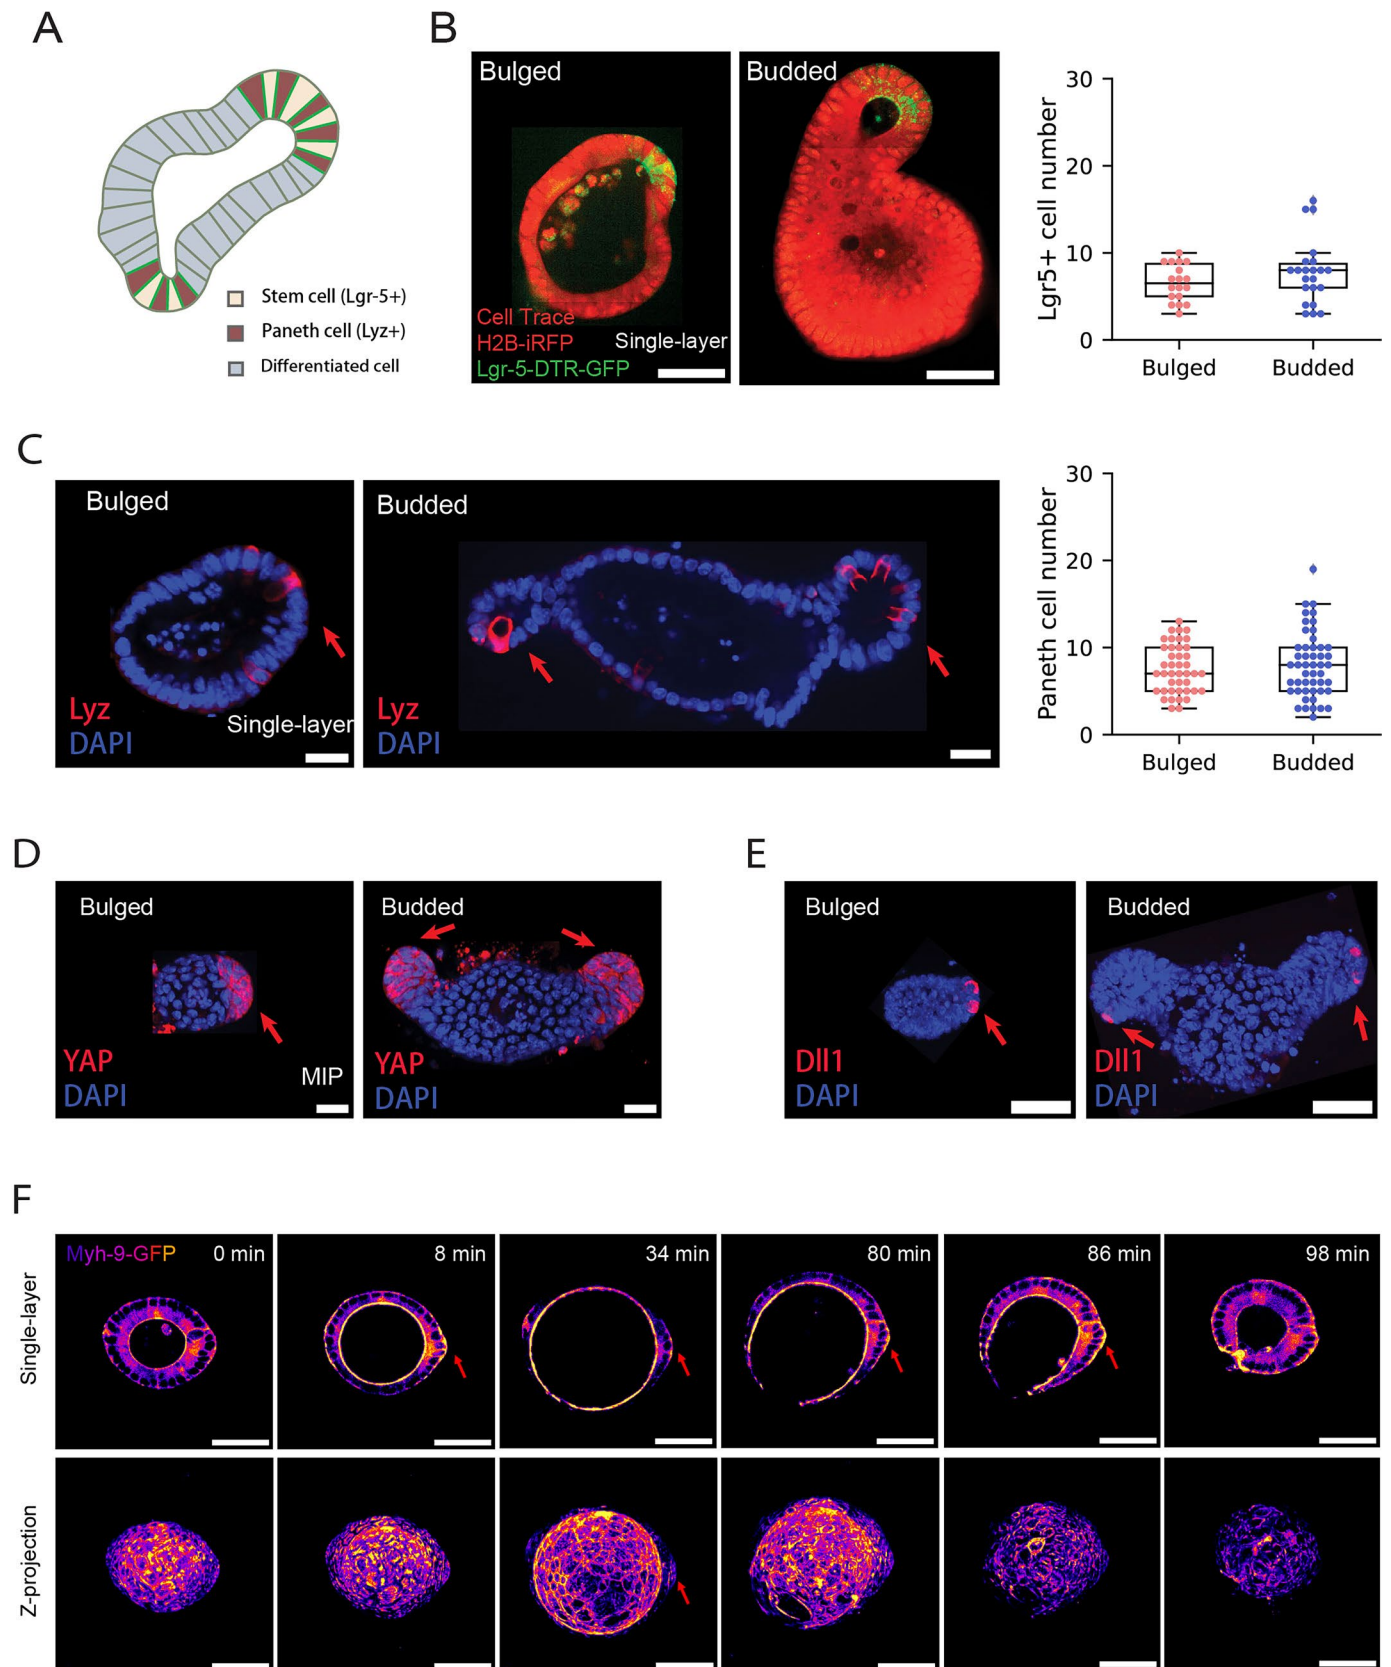 A
Stem cell (Lgr-5+)
Paneth cell (Lyz+)
Differentiated cell
B
Bulged
Cell Trace
H2B-iRFP
Lgr-5-DTR-GFP
Single-layer
Budded
Lgr5+ cell number
30
20
10
0
Bulged
Budded
C
Bulged
Lyz
DAPI
Single-layer
Budded
Lyz
DAPI
Paneth cell number
30
20
10
0
Bulged
Budded
D
Bulged
YAP
DAPI
MIP
Budded
YAP
DAPI
E
Bulged
Dll1
DAPI
Budded
Dll1
DAPI
F
Single-layer
Myh-9-GFP
0 min
8 min
34 min
80 min
86 min
98 min
Z-projection